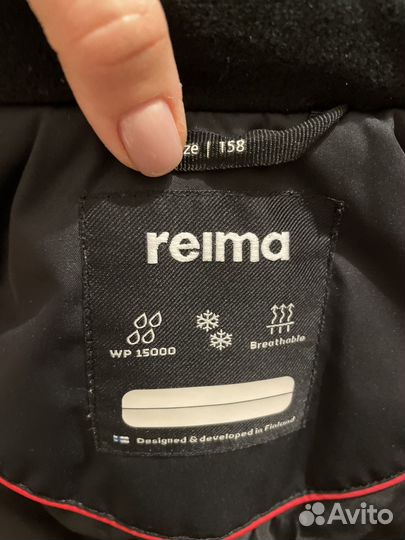 ze | 158
reima
WP 15000
Breathable
Designed & developed in Finland
Avito